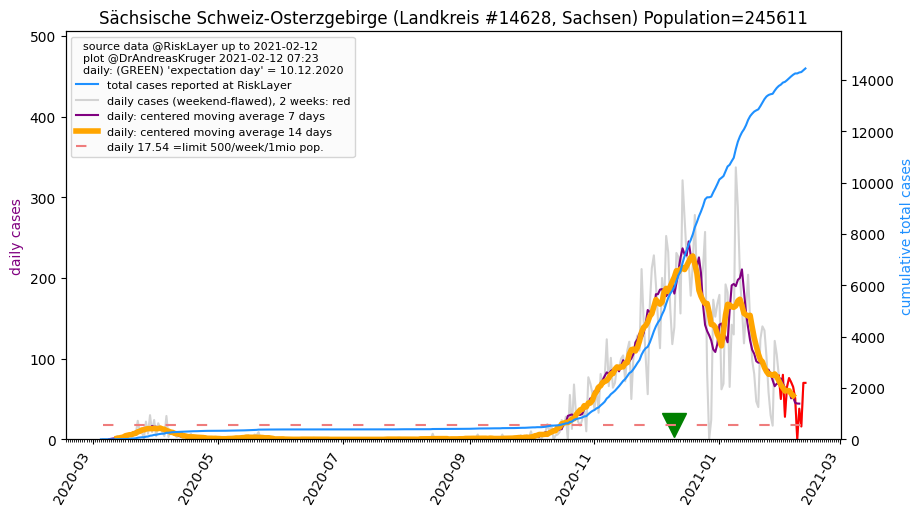 Sächsische Schweiz-Osterzgebirge (Landkreis #14628, Sachsen) Population=245611
source data @RiskLayer up to 2021-02-12
plot @DrAndreasKruger 2021-02-12 07:23
daily: (GREEN) 'expectation day' = 10.12.2020
total cases reported at RiskLayer
daily cases (weekend-flawed), 2 weeks: red
daily: centered moving average 7 days
daily: centered moving average 14 days
daily 17.54 =limit 500/week/1mio pop.
daily cases
500
400
300
200
100
0
cumulative total cases
14000
12000
10000
8000
6000
4000
2000
0
2020-03
2020-05
2020-07
2020-09
2020-11
2021-01
2021-03